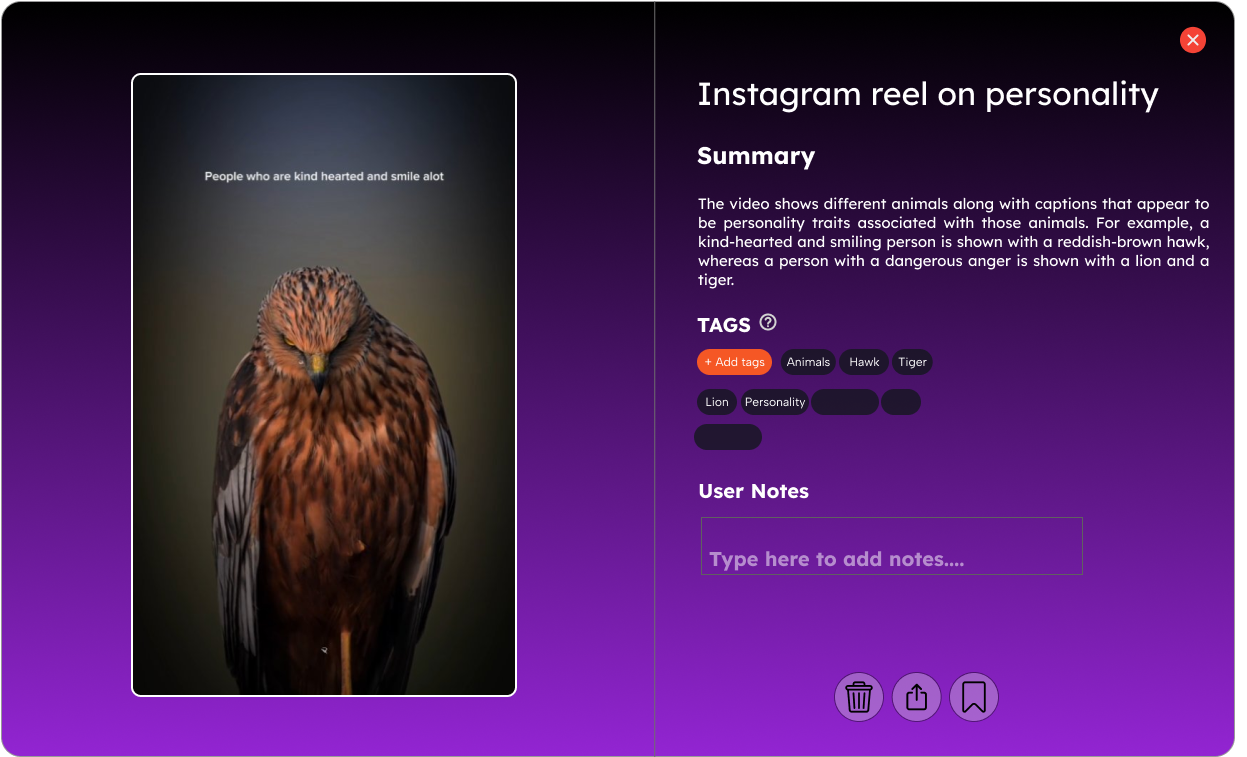 People who are kind hearted and smile alot
Instagram reel on personality
Summary
The video shows different animals along with captions that appear to
be personality traits associated with those animals. For example, a
kind-hearted and smiling person is shown with a reddish-brown hawk,
whereas a person with a dangerous anger is shown with a lion and a
tiger.
TAGS ?
+ Add tags Animals Hawk Tiger
Lion Personality
User Notes
Type here to add notes....